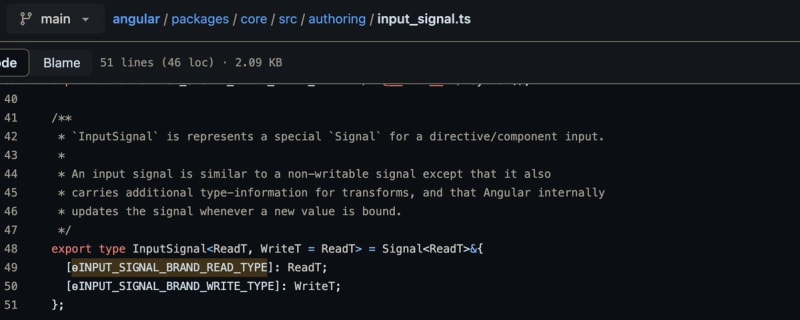 main
angular / packages / core / src / authoring / input_signal.ts
ode Blame 51 lines (46 loc) · 2.09 KB
40
41 /**
42 * `InputSignal` is represents a special `Signal` for a directive/component input.
43 *
44 * An input signal is similar to a non-writable signal except that it also
45 * carries additional type-information for transforms, and that Angular internally
46 * updates the signal whenever a new value is bound.
47 */
48 export type InputSignal<ReadT, WriteT = ReadT> = Signal<ReadT>&{
49 [ɵINPUT_SIGNAL_BRAND_READ_TYPE]: ReadT;
50 [ɵINPUT_SIGNAL_BRAND_WRITE_TYPE]: WriteT;
51 };